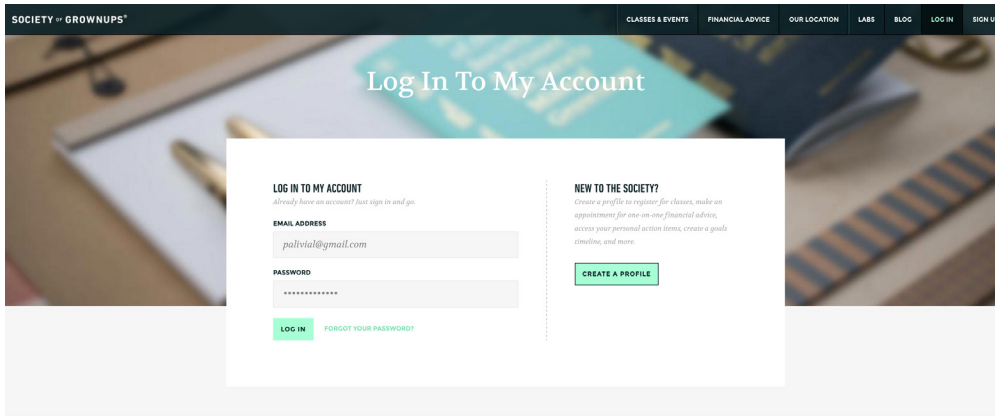 SOCIETY OF GROWNUPS®
CLASSES & EVENTS
FINANCIAL ADVICE
OUR LOCATION
LABS
BLOG
LOG IN
SIGN U
Log In To My Account
LOG IN TO MY ACCOUNT
Already have an account? Just sign in and go.
EMAIL ADDRESS
palivial@gmail.com
PASSWORD
*************
LOG IN
FORGOT YOUR PASSWORD?
NEW TO THE SOCIETY?
Create a profile to register for classes, make an
appointment for one-on-one financial advice,
access your personal action items, create a goals
timeline, and more.
CREATE A PROFILE